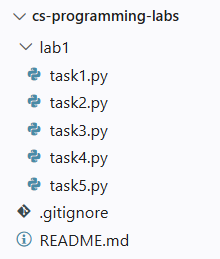 cs-programming-labs
lab1
task1.py
task2.py
task3.py
task4.py
task5.py
.gitignore
README.md